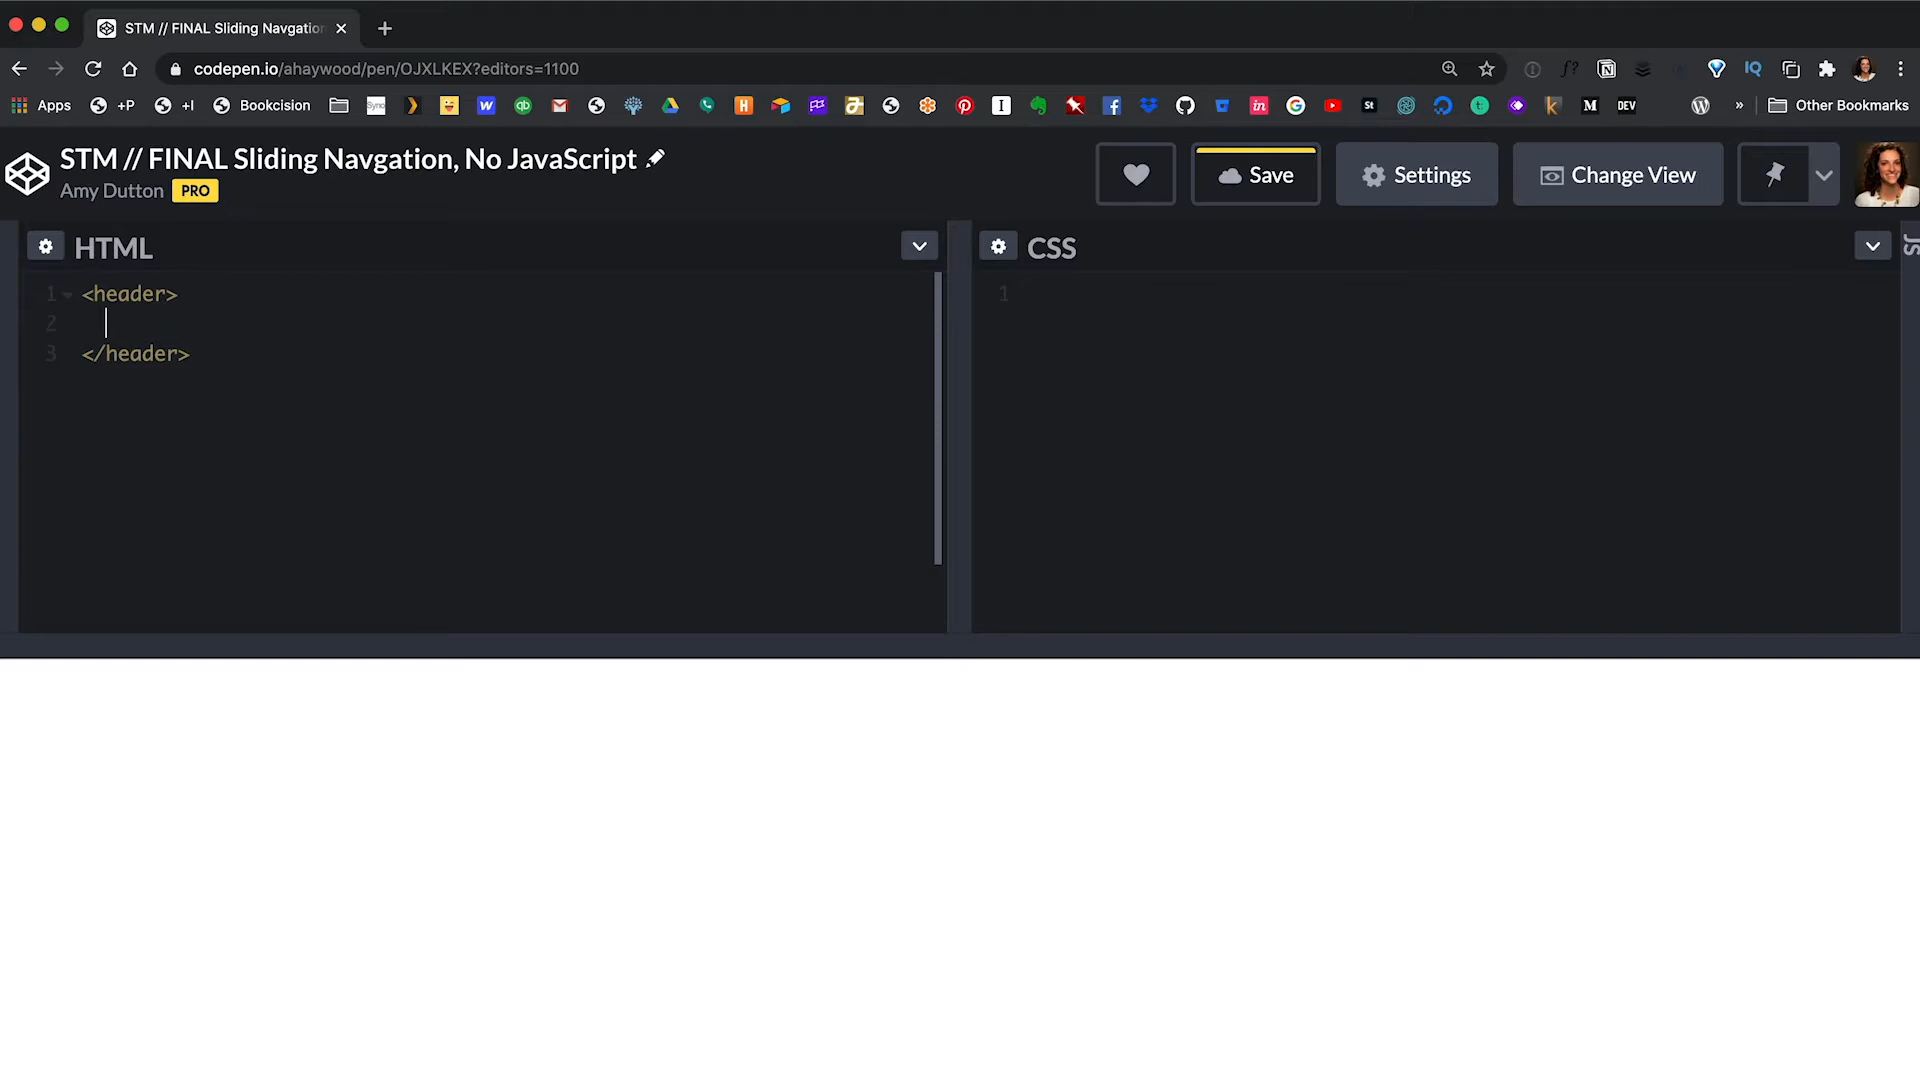 STM // FINAL Sliding Navgation
codepen.io/ahaywood/pen/OJXLKEX?editors=1100
Apps +P +I Bookcision Other Bookmarks
STM // FINAL Sliding Navgation, No JavaScript
Amy Dutton PRO
Save Settings Change View
HTML
CSS
JS
1 <header>
2
3 </header>
1